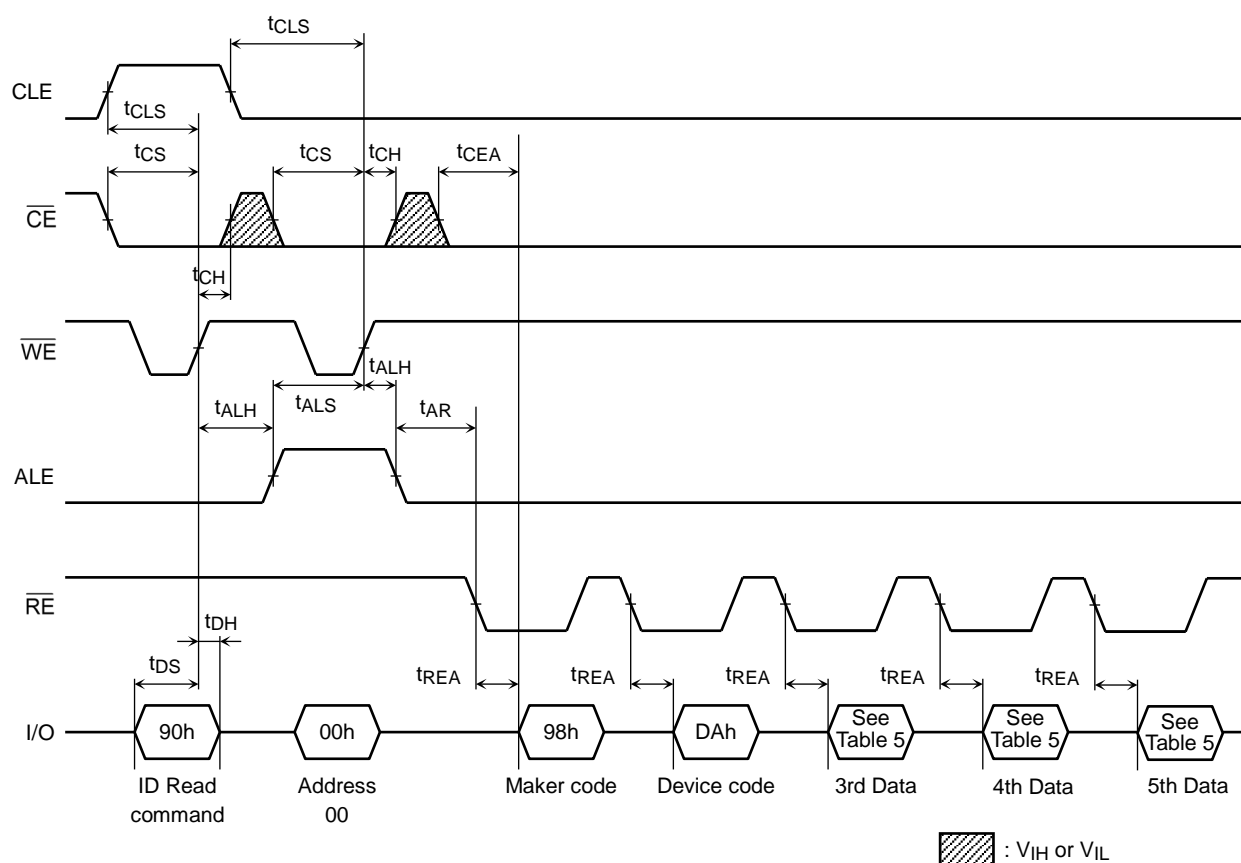 tCLS
CLE
tCLS
tCS
tCS
tCH
tCEA
CE
tCH
WE
tALH
tALH
tALS
tAR
ALE
RE
tDH
tDS
tREA
tREA
tREA
tREA
tREA
I/O
90h
00h
98h
DAh
See
Table 5
See
Table 5
See
Table 5
ID Read
command
Address
00
Maker code
Device code
3rd Data
4th Data
5th Data
: VIH or VIL